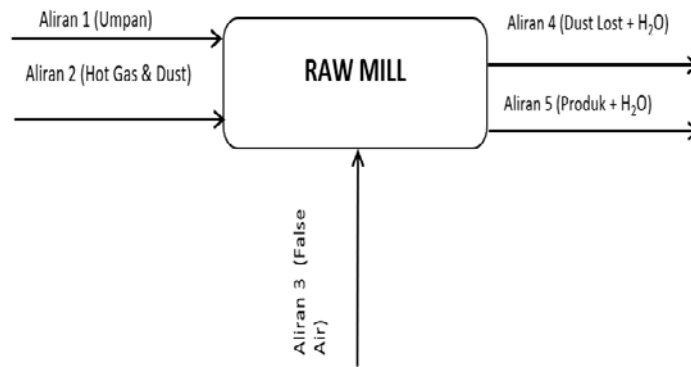 Aliran 1 (Umpan)
Aliran 2 (Hot Gas & Dust)
RAW MILL
Aliran 4 (Dust Lost + H₂O)
Aliran 5 (Produk + H₂O)
Aliran 3 (False
Air)